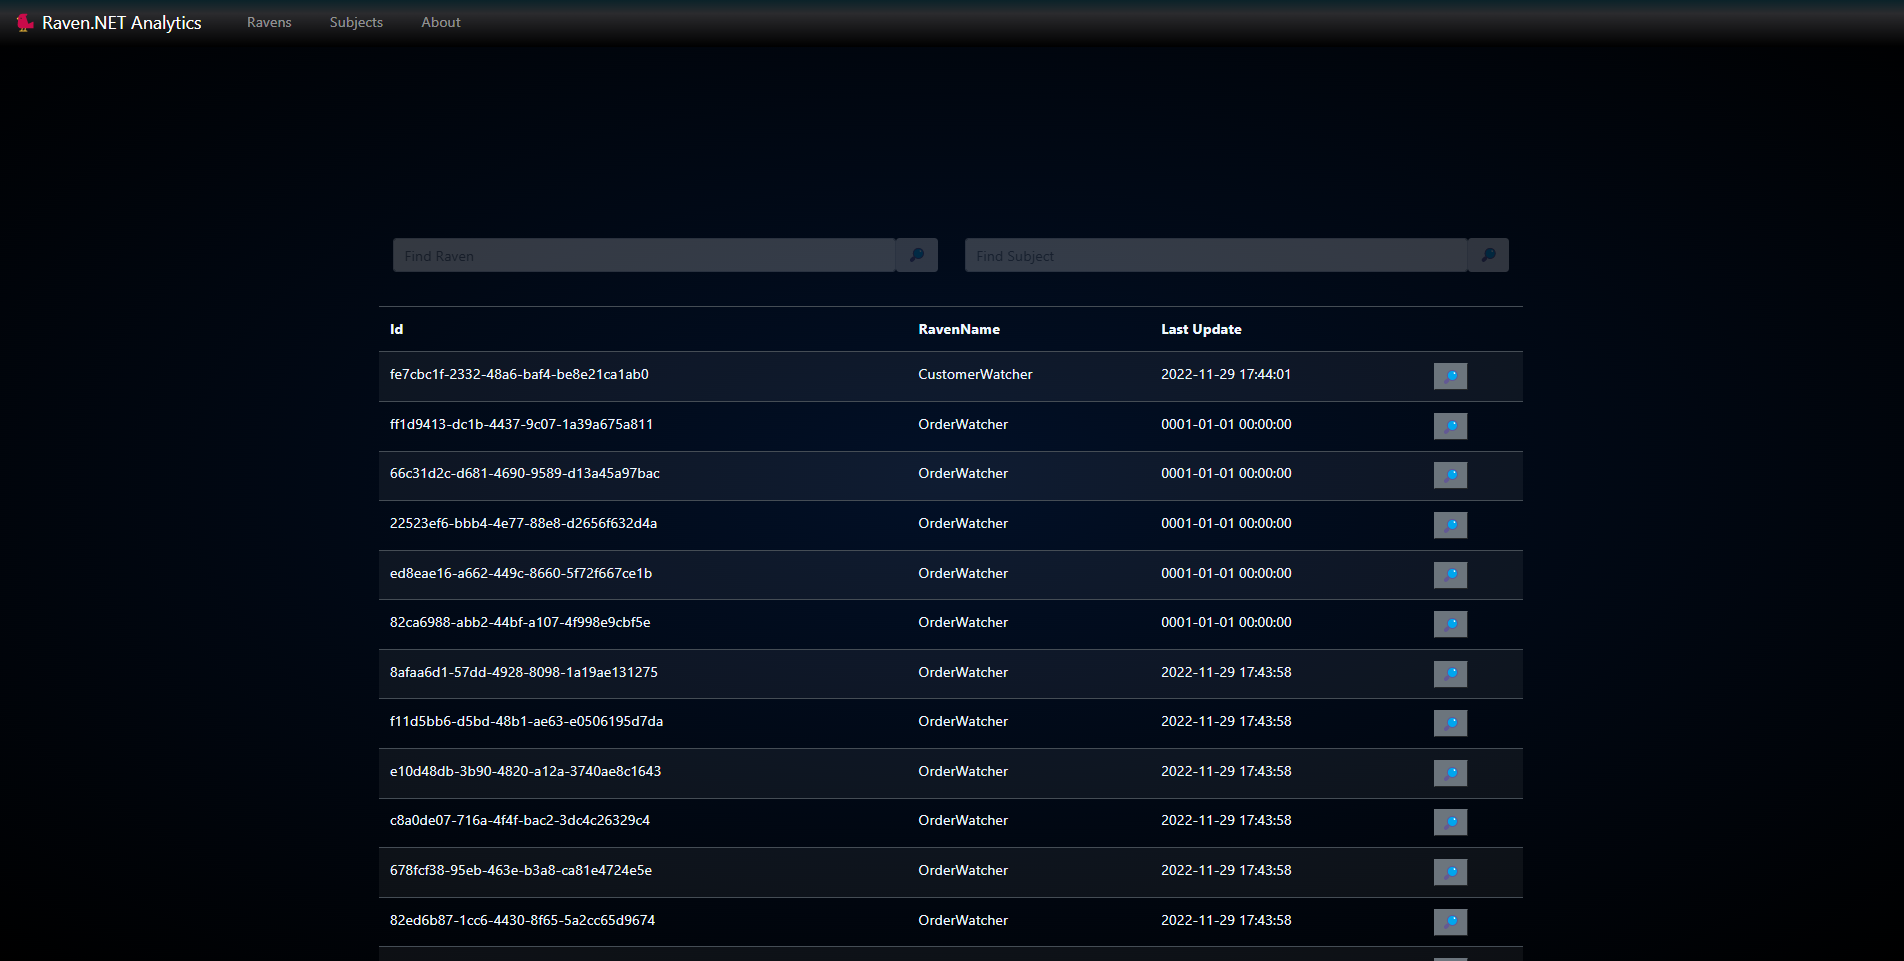 Raven.NET Analytics Ravens Subjects About
Find Raven Find Subject
Id RavenName Last Update
fe7cbc1f-2332-48a6-baf4-be8e21ca1ab0 CustomerWatcher 2022-11-29 17:44:01
ff1d9413-dc1b-4437-9c07-1a39a675a811 OrderWatcher 0001-01-01 00:00:00
66c31d2c-d681-4690-9589-d13a45a97bac OrderWatcher 0001-01-01 00:00:00
22523ef6-bbb4-4e77-88e8-d2656f632d4a OrderWatcher 0001-01-01 00:00:00
ed8eae16-a662-449c-8660-5f72f667ce1b OrderWatcher 0001-01-01 00:00:00
82ca6988-abb2-44bf-a107-4f998e9cbf5e OrderWatcher 0001-01-01 00:00:00
8afaa6d1-57dd-4928-8098-1a19ae131275 OrderWatcher 2022-11-29 17:43:58
f11d5bb6-d5bd-48b1-ae63-e0506195d7da OrderWatcher 2022-11-29 17:43:58
e10d48db-3b90-4820-a12a-3740ae8c1643 OrderWatcher 2022-11-29 17:43:58
c8a0de07-716a-4f4f-bac2-3dc4c26329c4 OrderWatcher 2022-11-29 17:43:58
678fcf38-95eb-463e-b3a8-ca81e4724e5e OrderWatcher 2022-11-29 17:43:58
82ed6b87-1cc6-4430-8f65-5a2cc65d9674 OrderWatcher 2022-11-29 17:43:58